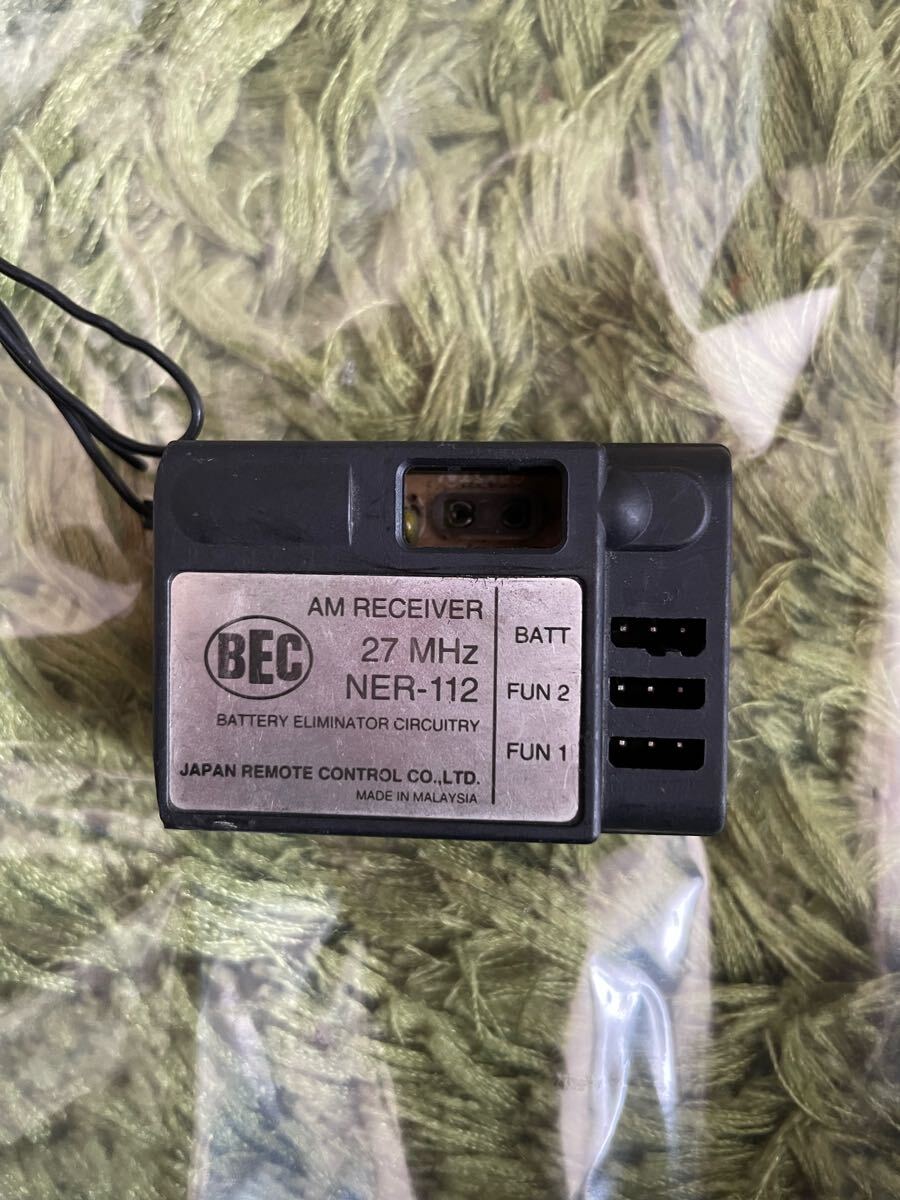 AM RECEIVER
BEC
27 MHz
NER-112
BATTERY ELIMINATOR CIRCUITRY
JAPAN REMOTE CONTROL CO.,LTD.
MADE IN MALAYSIA
BATT
FUN 2
FUN 1